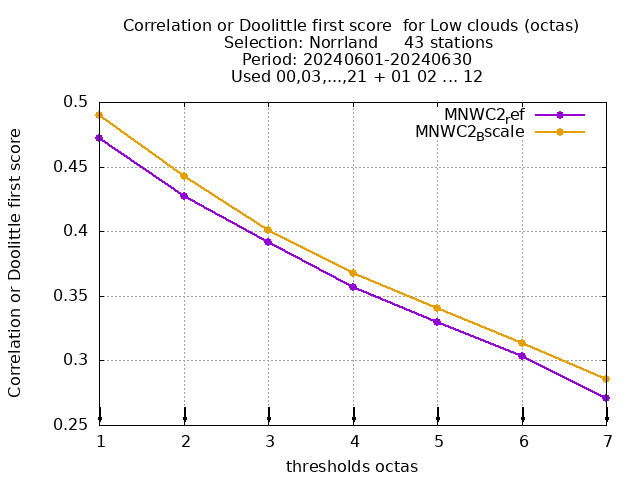 Correlation or Doolittle first score  for Low clouds (octas)
Selection: Norrland     43 stations
Period: 20240601-20240630
Used 00,03,...,21 + 01 02 ... 12
MNWC2ref
MNWC2Bscale
Correlation or Doolittle first score
0.5
0.45
0.4
0.35
0.3
0.25
1 2 3 4 5 6 7
thresholds octas